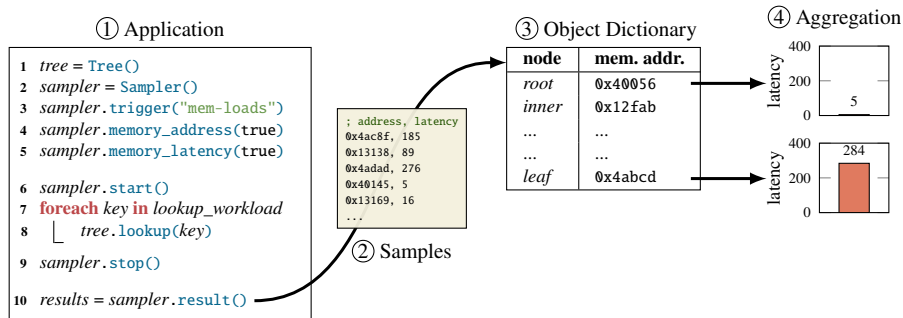 ① Application
1 tree = Tree()
2 sampler = Sampler()
3 sampler.trigger("mem-loads")
4 sampler.memory_address(true)
5 sampler.memory_latency(true)
6 sampler.start()
7 foreach key in lookup_workload
8 tree.lookup(key)
9 sampler.stop()
10 results = sampler.result()
; address, latency
0x4ac8f, 185
0x13138, 89
0x4adad, 276
0x40145, 5
0x13169, 16
...
② Samples
③ Object Dictionary
node mem. addr.
root 0x40056
inner 0x12fab
... ...
... ...
leaf 0x4abcd
④ Aggregation
latency
400
200
0
5
latency
400
200
0
284